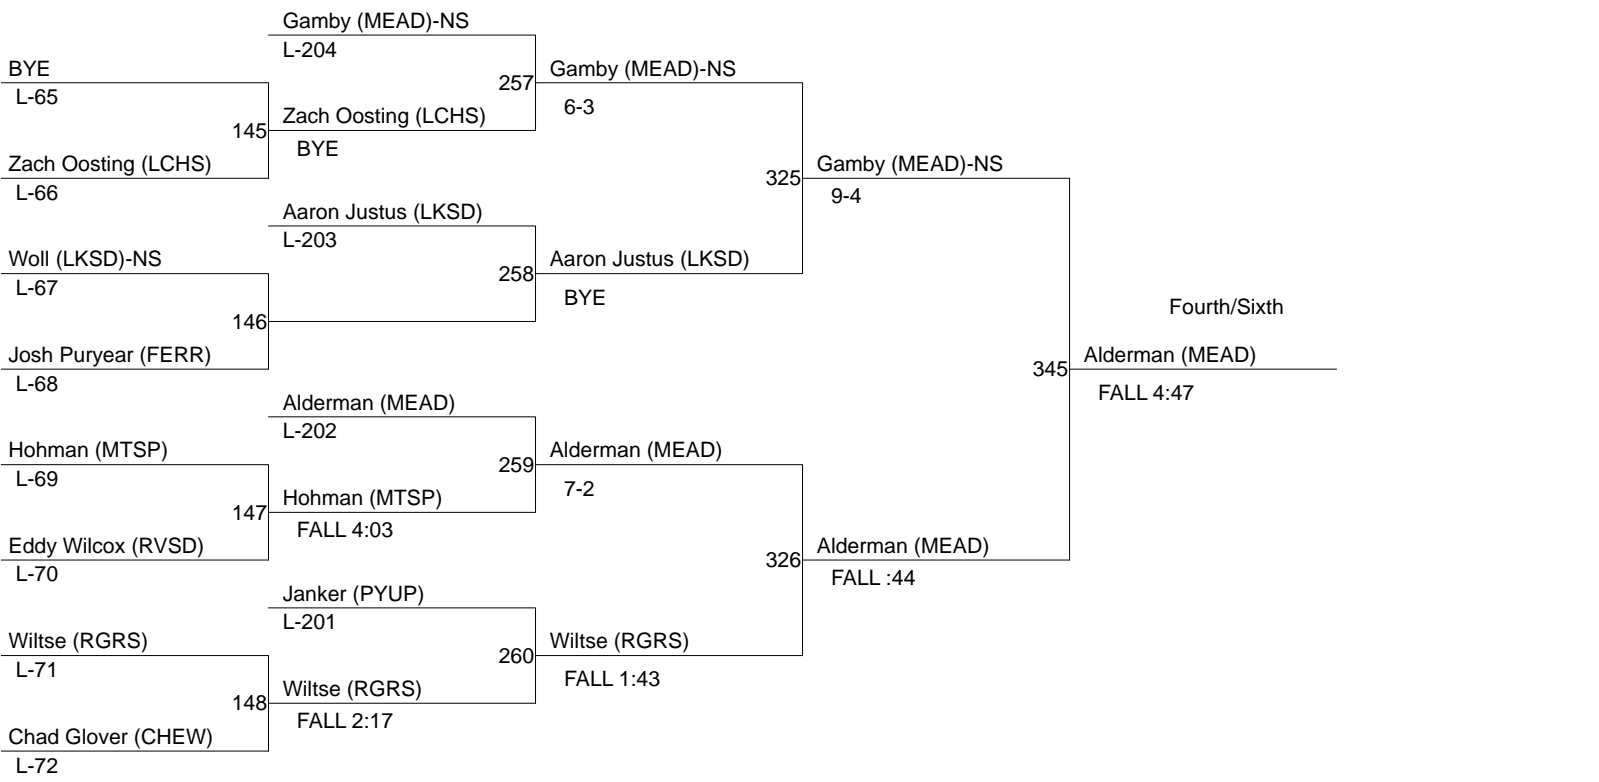 Gamby (MEAD)-NS
L-204
BYE
L-65
257
Gamby (MEAD)-NS
6-3
145
Zach Oosting (LCHS)
BYE
Zach Oosting (LCHS)
L-66
325
Gamby (MEAD)-NS
9-4
Aaron Justus (LKSD)
L-203
Woll (LKSD)-NS
L-67
258
Aaron Justus (LKSD)
BYE
146
Josh Puryear (FERR)
L-68
Fourth/Sixth
345
Alderman (MEAD)
FALL 4:47
Alderman (MEAD)
L-202
Hohman (MTSP)
L-69
259
Alderman (MEAD)
7-2
147
Hohman (MTSP)
FALL 4:03
Eddy Wilcox (RVSD)
L-70
326
Alderman (MEAD)
FALL :44
Janker (PYUP)
L-201
Wiltse (RGRS)
L-71
260
Wiltse (RGRS)
FALL 1:43
148
Wiltse (RGRS)
FALL 2:17
Chad Glover (CHEW)
L-72